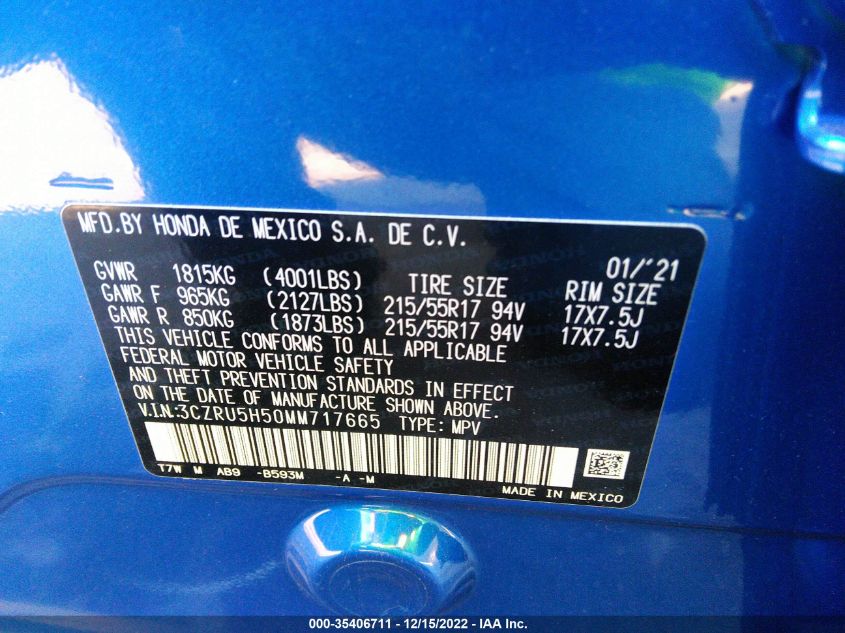 MFD.BY HONDA DE MEXICO S.A. DE C.V.
01/'21
GVWR 1815KG (4001LBS) TIRE SIZE RIM SIZE
GAWR F 965KG (2127LBS) 215/55R17 94V 17X7.5J
GAWR R 850KG (1873LBS) 215/55R17 94V 17X7.5J
THIS VEHICLE CONFORMS TO ALL APPLICABLE
FEDERAL MOTOR VEHICLE SAFETY
AND THEFT PREVENTION STANDARDS IN EFFECT
ON THE DATE OF MANUFACTURE SHOWN ABOVE.
V.I.N:3CZRU5H50MM717665 TYPE: MPV
T7W M AB9 -B593M -A -M
MADE IN MEXICO
000-35406711 - 12/15/2022 - IAA Inc.